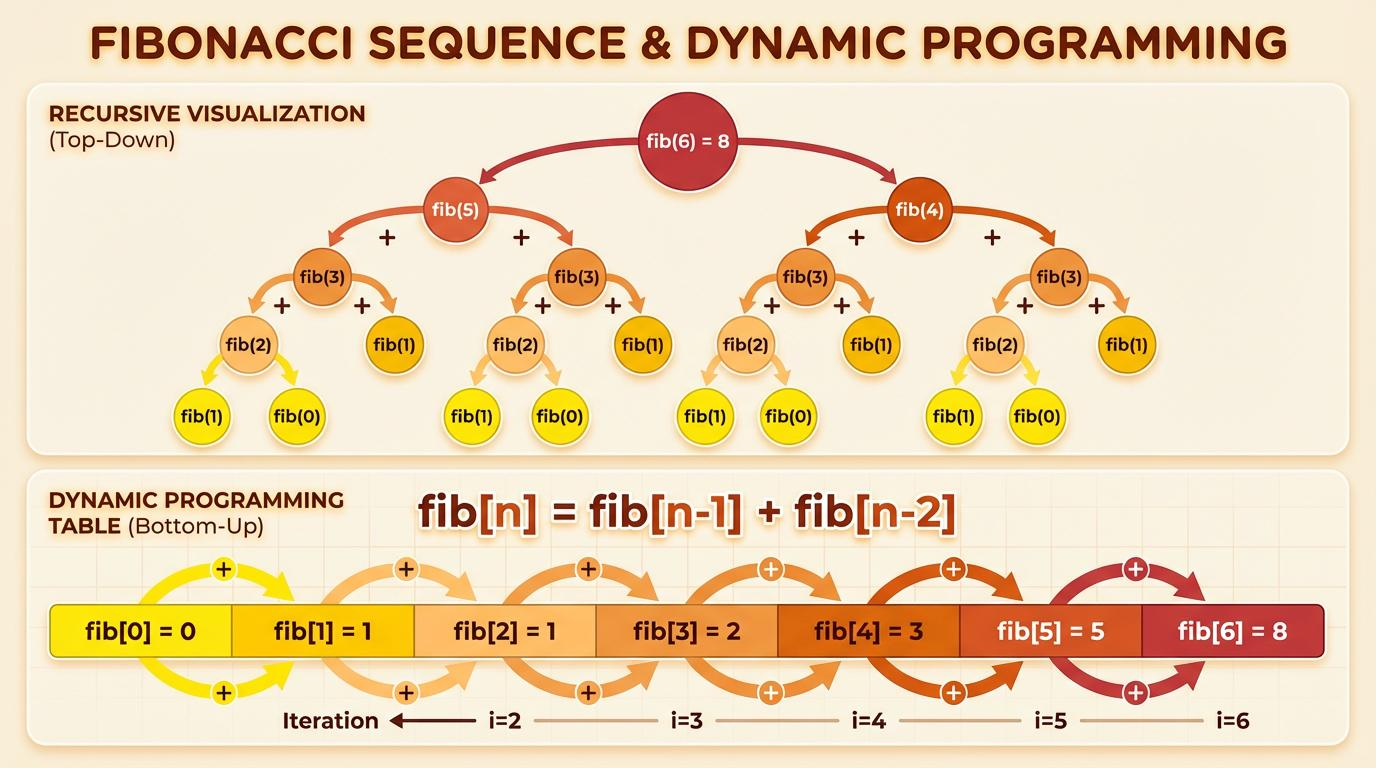 FIBONACCI SEQUENCE & DYNAMIC PROGRAMMING
RECURSIVE VISUALIZATION
(Top-Down)
fib(6) = 8
fib(5)
fib(4)
+
+
+
+
fib(3)
fib(3)
fib(3)
fib(3)
+
+
+
+
+
+
+
+
fib(2)
fib(1)
fib(2)
fib(1)
fib(2)
fib(1)
fib(2)
fib(1)
fib(1)
fib(0)
fib(1)
fib(0)
fib(1)
fib(0)
fib(1)
fib(0)
DYNAMIC PROGRAMMING
TABLE (Bottom-Up)
fib[n] = fib[n-1] + fib[n-2]
+
+
+
+
+
+
fib[0] = 0
fib[1] = 1
fib[2] = 1
fib[3] = 2
fib[4] = 3
fib[5] = 5
fib[6] = 8
+
+
+
+
+
+
Iteration
i=2
i=3
i=4
i=5
i=6